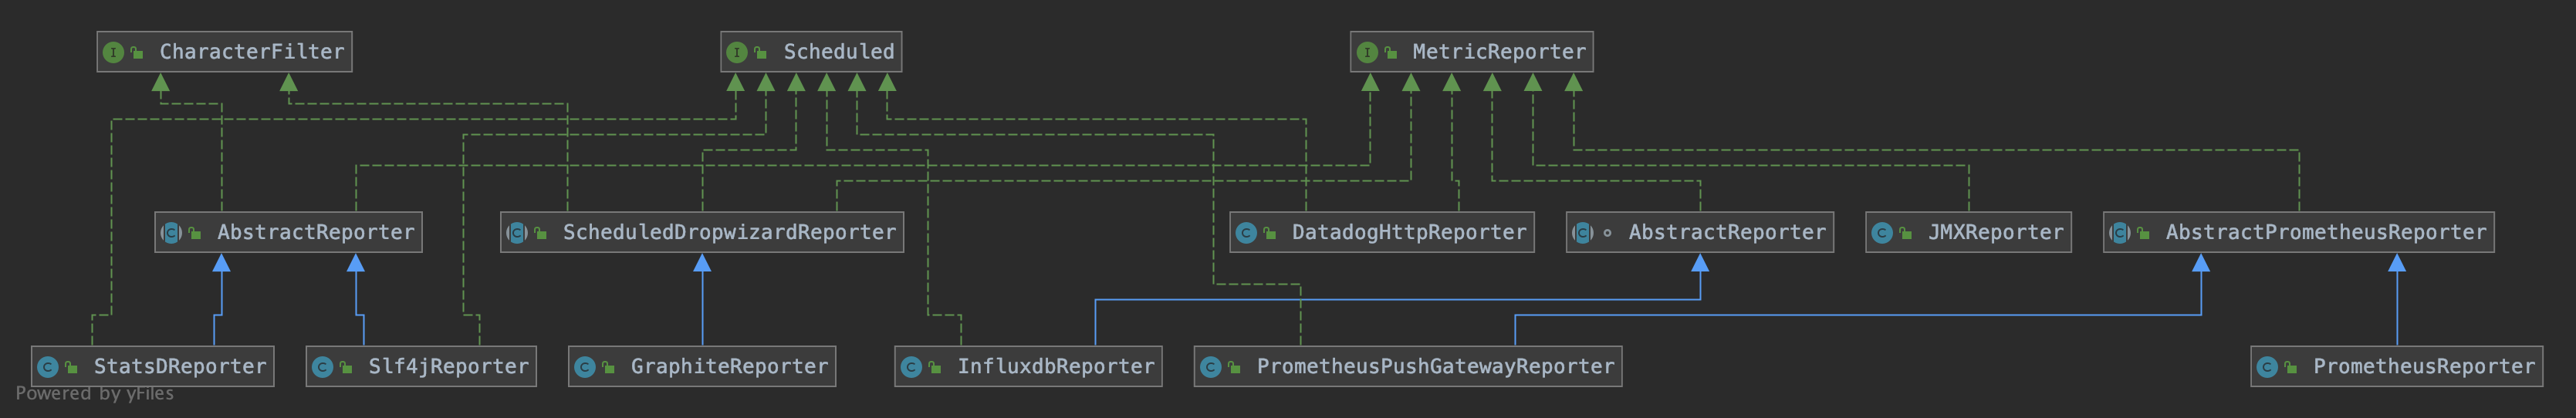 CharacterFilter
Scheduled
MetricReporter
AbstractReporter
ScheduledDropwizardReporter
DatadogHttpReporter
AbstractReporter
JMXReporter
AbstractPrometheusReporter
StatsDReporter
Slf4jReporter
GraphiteReporter
InfluxdbReporter
PrometheusPushGatewayReporter
PrometheusReporter
Powered by yFiles